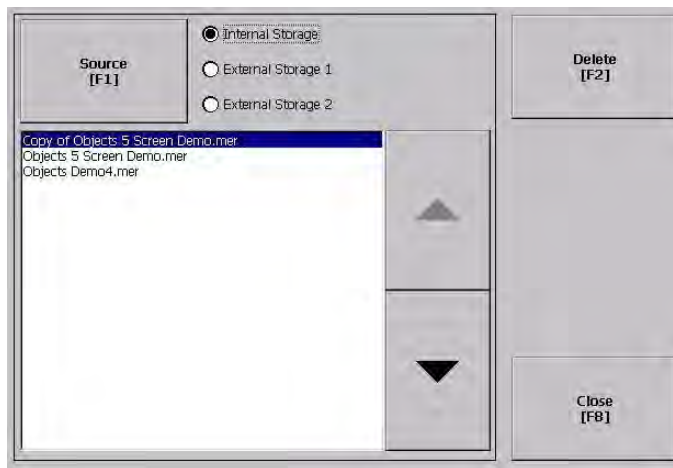 Source
[F1]
Internal Storage
External Storage 1
External Storage 2
Delete
[F2]
Copy of Objects 5 Screen Demo.mer
Objects 5 Screen Demo.mer
Objects Demo4.mer
Close
[F8]